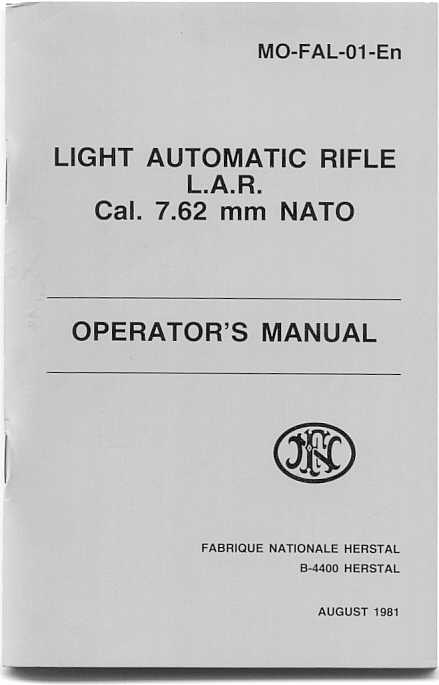 MO-FAL-01-En
LIGHT AUTOMATIC RIFLE
L.A.R.
Cal. 7.62 mm NATO
OPERATOR'S MANUAL
FN
FABRIQUE NATIONALE HERSTAL
B-4400 HERSTAL
AUGUST 1981